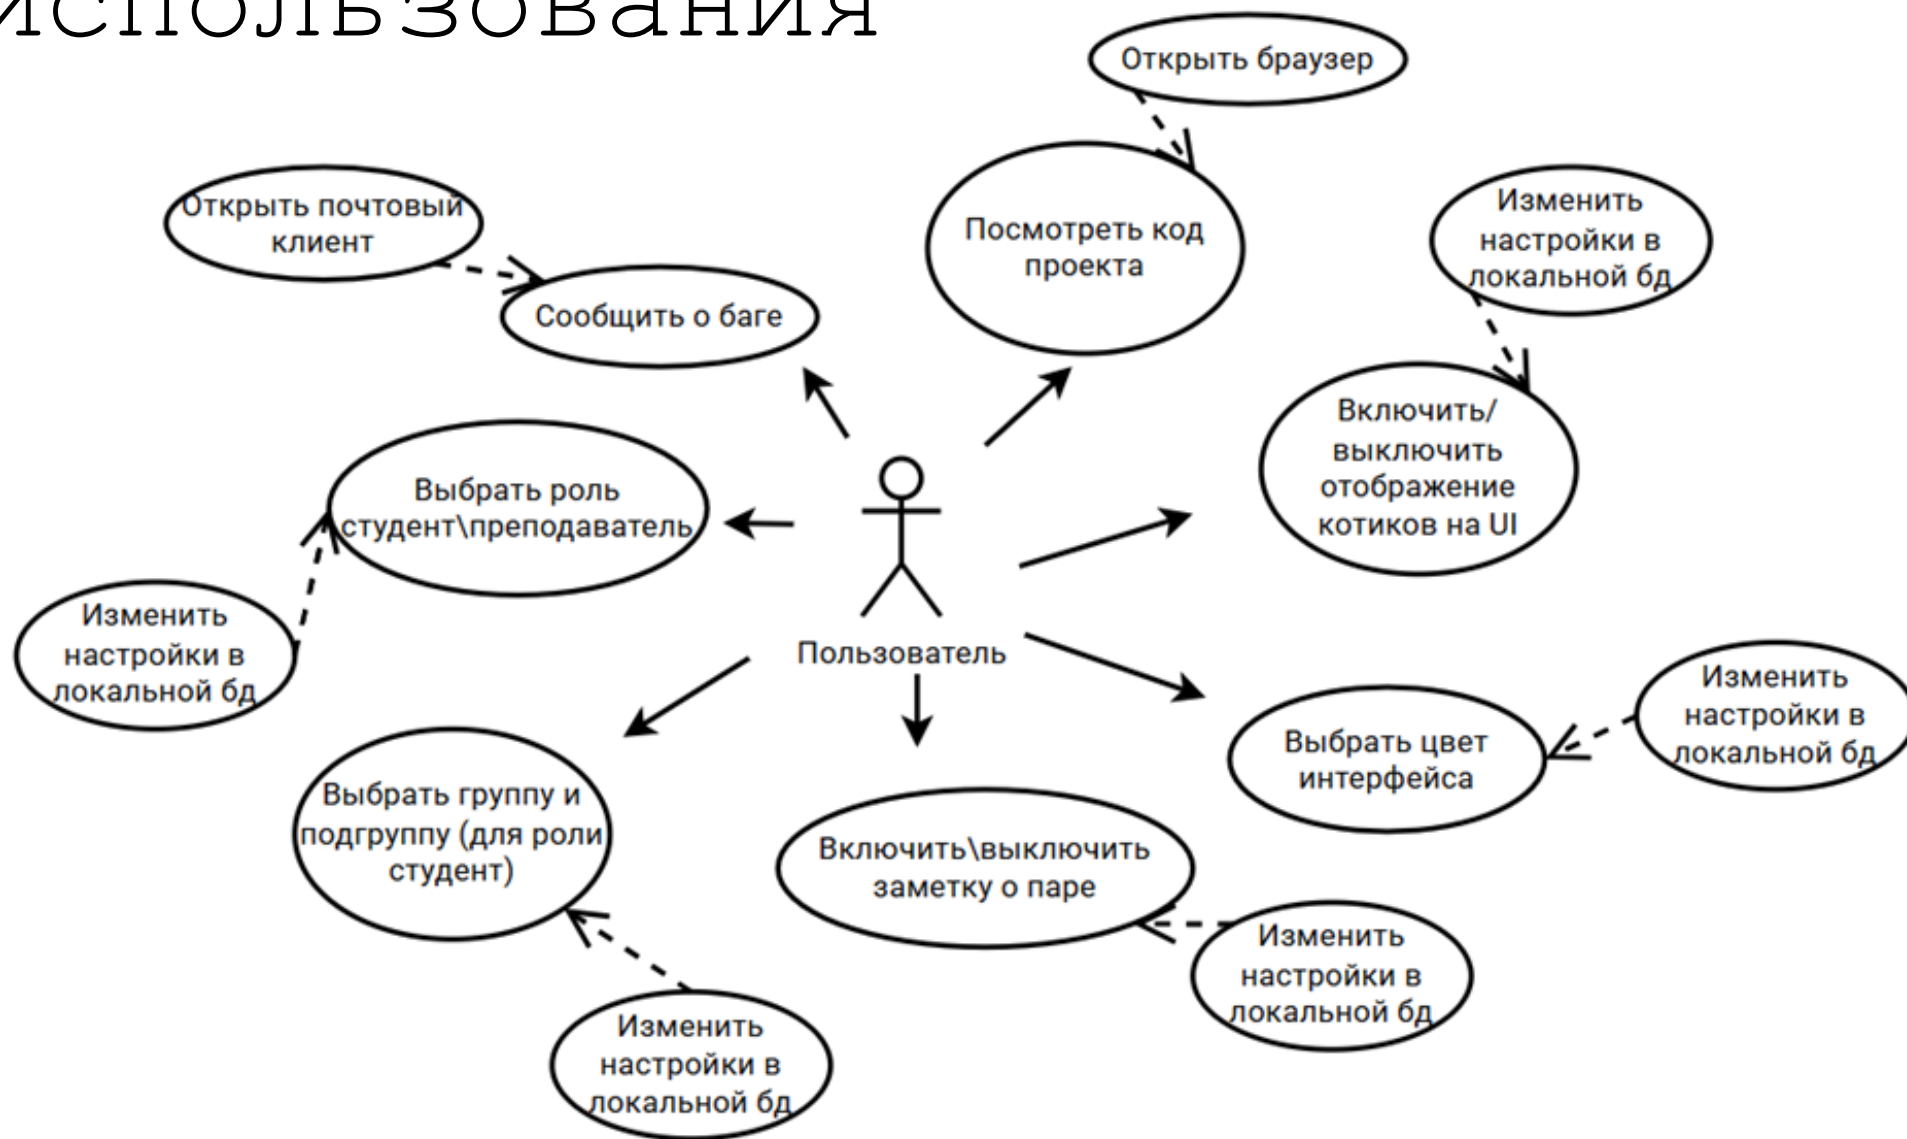 использования
Открыть браузер
Открыть почтовый
клиент
Посмотреть код
проекта
Изменить
настройки в
локальной бд
Сообщить о баге
Включить/
выключить
отображение
котиков на UI
Выбрать роль
студент\преподаватель
Изменить
настройки в
локальной бд
Пользователь
Изменить
настройки в
локальной бд
Выбрать цвет
интерфейса
Выбрать группу и
подгруппу (для роли
студент)
Включить\выключить
заметку о паре
Изменить
настройки в
локальной бд
Изменить
настройки в
локальной бд